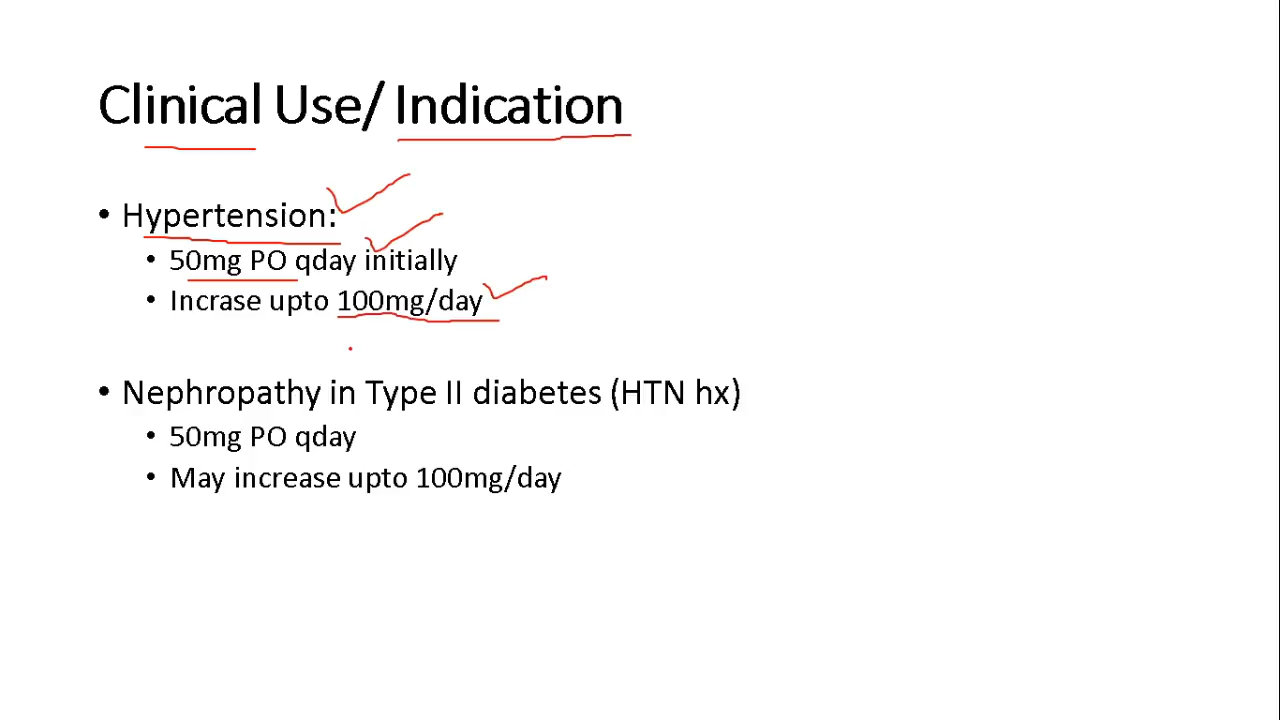 Clinical Use/ Indication
• Hypertension:
• 50mg PO qday initially
• Incrase upto 100mg/day
• Nephropathy in Type II diabetes (HTN hx)
• 50mg PO qday
• May increase upto 100mg/day